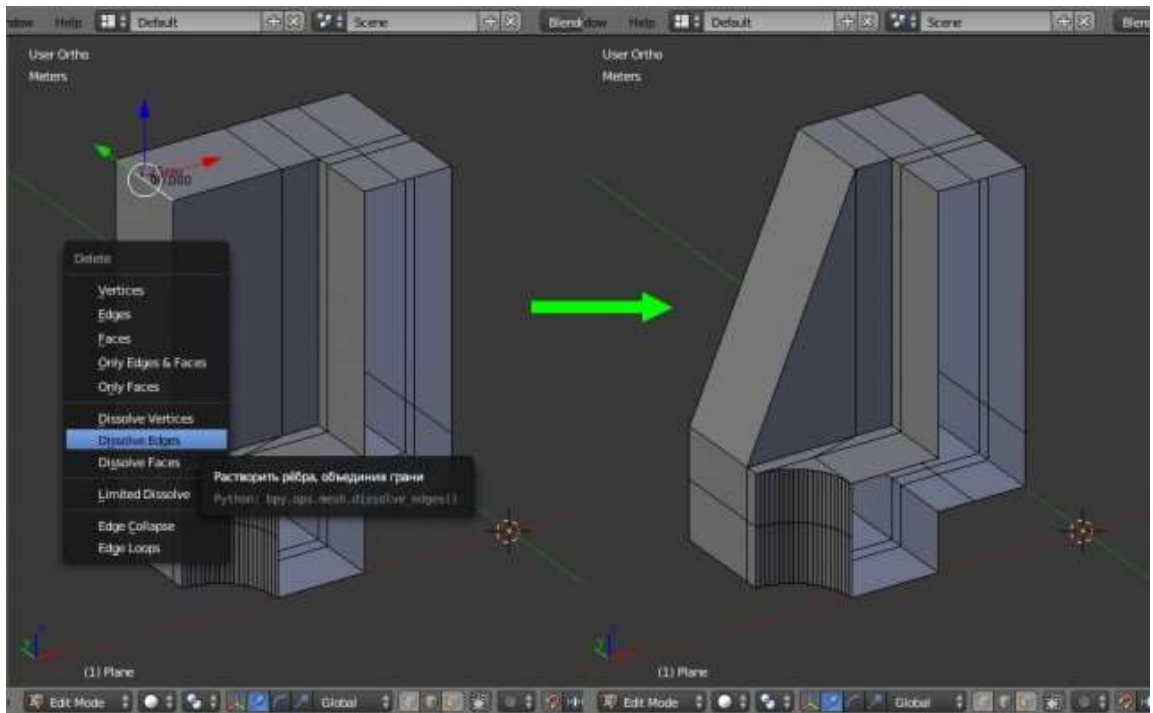 Help Default Scene
User Ortho
Meters
Delete
Vertices
Edges
Faces
Only Edges & Faces
Only Faces
Dissolve Vertices
Dissolve Edges
Dissolve Faces
Limited Dissolve
Edge Collapse
Edge Loops
Растворить рёбра, объединия грани
Python: bpy.ops.mesh.dissolve_edges()
(1) Plane
Edit Mode Global
Help Default Scene
User Ortho
Meters
(1) Plane
Edit Mode Global